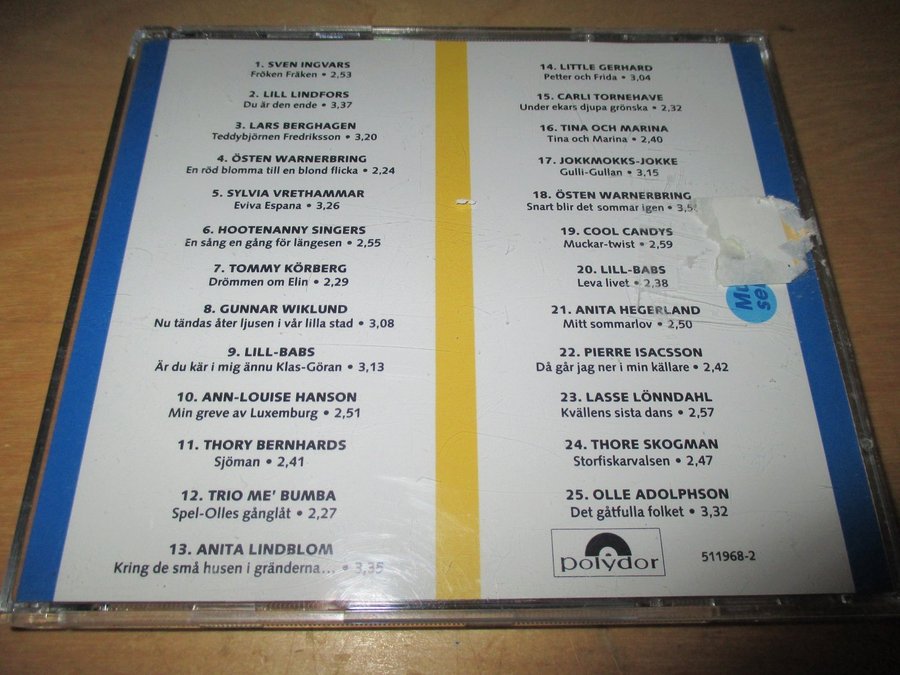 1. SVEN INGVARS
Fröken Fräken • 2,53
2. LILL LINDFORS
Du är den ende • 3,37
3. LARS BERGHAGEN
Teddybjörnen Fredriksson • 3,20
4. ÖSTEN WARNERBRING
En röd blomma till en blond flicka • 2,24
5. SYLVIA VRETHAMMAR
Eviva Espana • 3,26
6. HOOTENANNY SINGERS
En sång en gång för längesen • 2,55
7. TOMMY KÖRBERG
Drömmen om Elin • 2,29
8. GUNNAR WIKLUND
Nu tändas åter ljusen i vår lilla stad • 3,08
9. LILL-BABS
Är du kär i mig ännu Klas-Göran • 3,13
10. ANN-LOUISE HANSON
Min greve av Luxemburg • 2,51
11. THORY BERNHARDS
Sjöman • 2,41
12. TRIO ME' BUMBA
Spel-Olles gånglåt • 2,27
13. ANITA LINDBLOM
Kring de små husen i gränderna... • 3,35
14. LITTLE GERHARD
Petter och Frida • 3,04
15. CARLI TORNEHAVE
Under ekars djupa grönska • 2,32
16. TINA OCH MARINA
Tina och Marina • 2,40
17. JOKKMOKKS-JOKKE
Gulli-Gullan • 3,15
18. ÖSTEN WARNERBRING
Snart blir det sommar igen •
19. COOL CANDYS
Muckar-twist • 2,59
20. LILL-BABS
Leva livet • 2,38
21. ANITA HEGERLAND
Mitt sommarlov • 2,50
22. PIERRE ISACSSON
Då går jag ner i min källare • 2,42
23. LASSE LÖNNDAHL
Kvällens sista dans • 2,57
24. THORE SKOGMAN
Storfiskarvalsen • 2,47
25. OLLE ADOLPHSON
Det gåtfulla folket • 3,32
polydor
511968-2